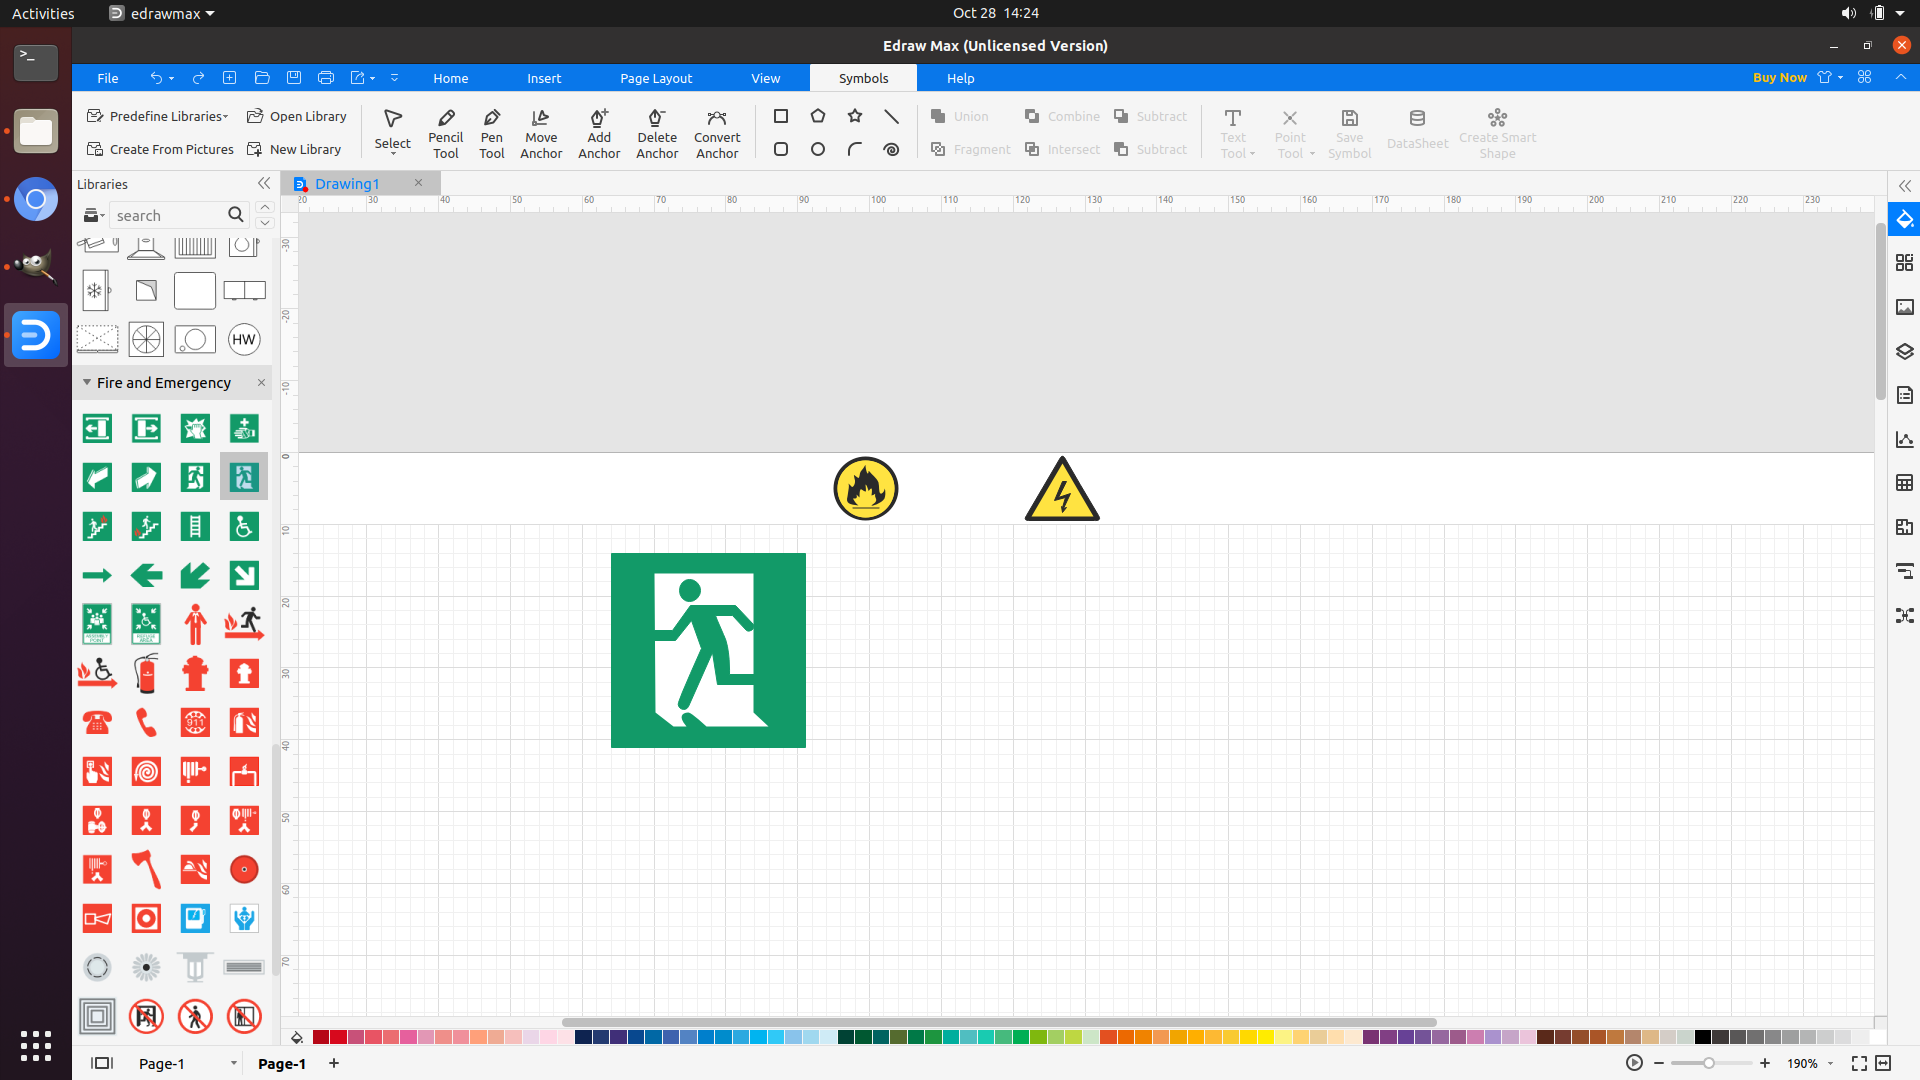 Activities
edrawmax
Oct 28 14:24
Edraw Max (Unlicensed Version)
File
Home
Insert
Page Layout
View
Symbols
Help
Buy Now
Predefine Libraries
Open Library
Create From Pictures
New Library
Select
Pencil Tool
Pen Tool
Move Anchor
Add Anchor
Delete Anchor
Convert Anchor
Union
Combine
Subtract
Fragment
Intersect
Subtract
Text Tool
Point Tool
Save Symbol
DataSheet
Create Smart Shape
Libraries
Drawing1
search
20 30 40 50 60 70 80 90 100 110 120 130 140 150 160 170 180 190 200 210 220 230
-30
-20
-10
0
10
20
30
40
50
60
70
HW
Fire and Emergency
ASSEMBLY POINT
REFUGE AREA
911
Page-1
Page-1
190%